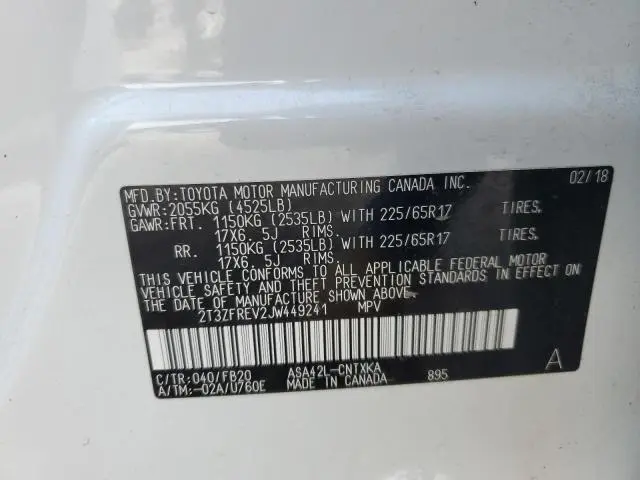 MFD.BY:TOYOTA MOTOR MANUFACTURING CANADA INC. 02/18
GVWR:2055KG (4525LB)
GAWR:FRT. 1150KG (2535LB) WITH 225/65R17 TIRES.
17X6.5J RIMS.
RR. 1150KG (2535LB) WITH 225/65R17 TIRES.
17X6.5J RIMS.
THIS VEHICLE CONFORMS TO ALL APPLICABLE FEDERAL MOTOR
VEHICLE SAFETY AND THEFT PREVENTION STANDARDS IN EFFECT ON
THE DATE OF MANUFACTURE SHOWN ABOVE.
2T3ZFREV2JW449241 MPV
C/TR:040/FB20 ASA42L-CNTXKA 895 A
A/TM:-02A/U760E MADE IN CANADA